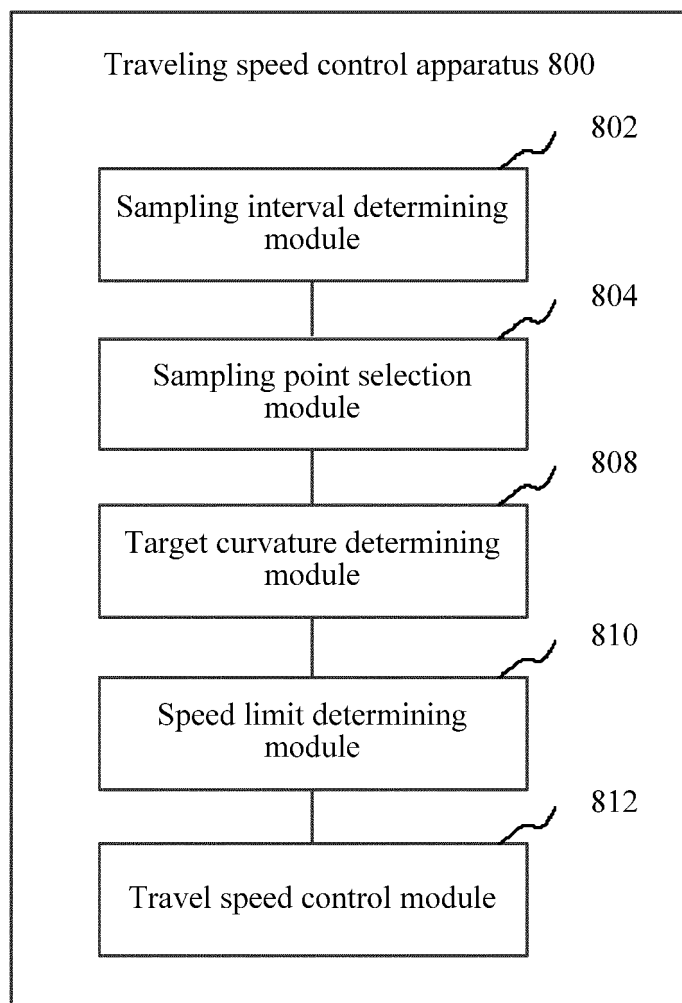 Traveling speed control apparatus 800
802
Sampling interval determining
module
804
Sampling point selection
module
808
Target curvature determining
module
810
Speed limit determining
module
812
Travel speed control module